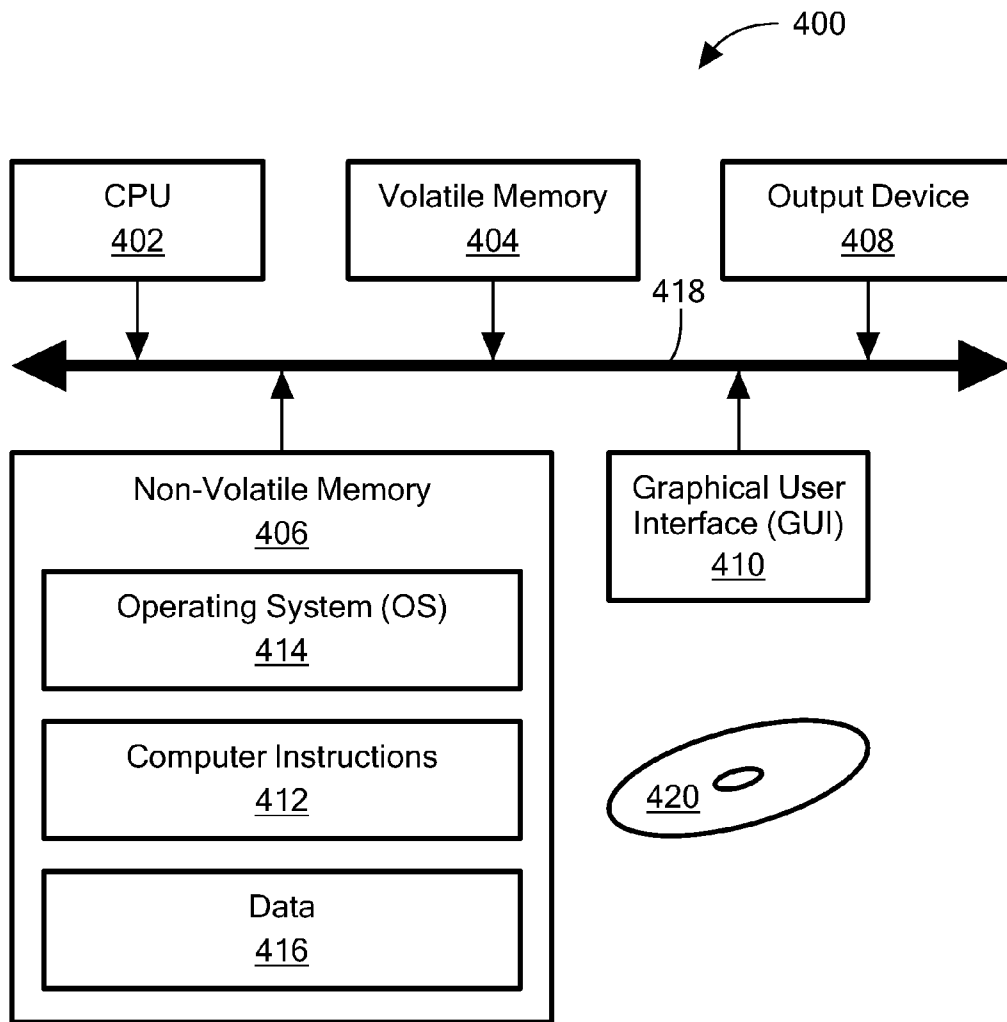 400
CPU
402
Volatile Memory
404
Output Device
408
418
Non-Volatile Memory
406
Operating System (OS)
414
Computer Instructions
412
Data
416
Graphical User
Interface (GUI)
410
420